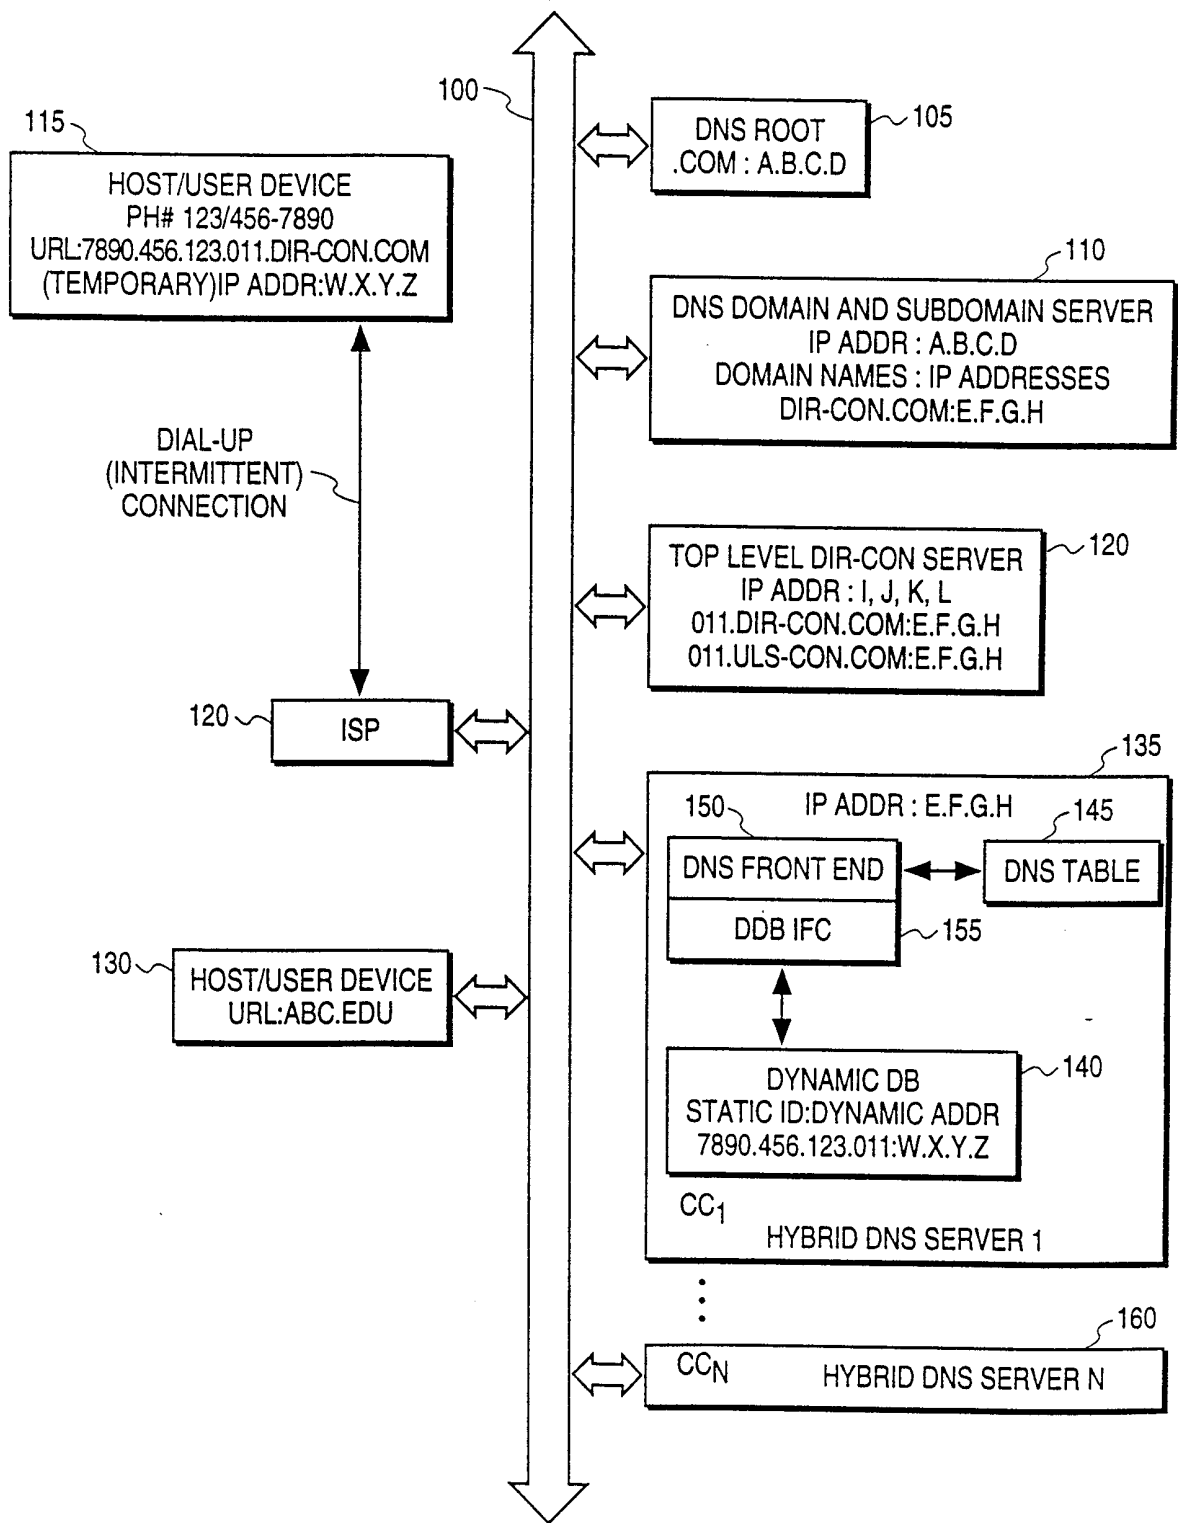 100
115
HOST/USER DEVICE
PH# 123/456-7890
URL:7890.456.123.011.DIR-CON.COM
(TEMPORARY)IP ADDR:W.X.Y.Z
DIAL-UP
(INTERMITTENT)
CONNECTION
120
ISP
130
HOST/USER DEVICE
URL:ABC.EDU
105
DNS ROOT
.COM : A.B.C.D
110
DNS DOMAIN AND SUBDOMAIN SERVER
IP ADDR : A.B.C.D
DOMAIN NAMES : IP ADDRESSES
DIR-CON.COM:E.F.G.H
120
TOP LEVEL DIR-CON SERVER
IP ADDR : I, J, K, L
011.DIR-CON.COM:E.F.G.H
011.ULS-CON.COM:E.F.G.H
135
IP ADDR : E.F.G.H
150
145
DNS FRONT END
DNS TABLE
DDB IFC
155
140
DYNAMIC DB
STATIC ID:DYNAMIC ADDR
7890.456.123.011:W.X.Y.Z
CC1
HYBRID DNS SERVER 1
160
CCN
HYBRID DNS SERVER N